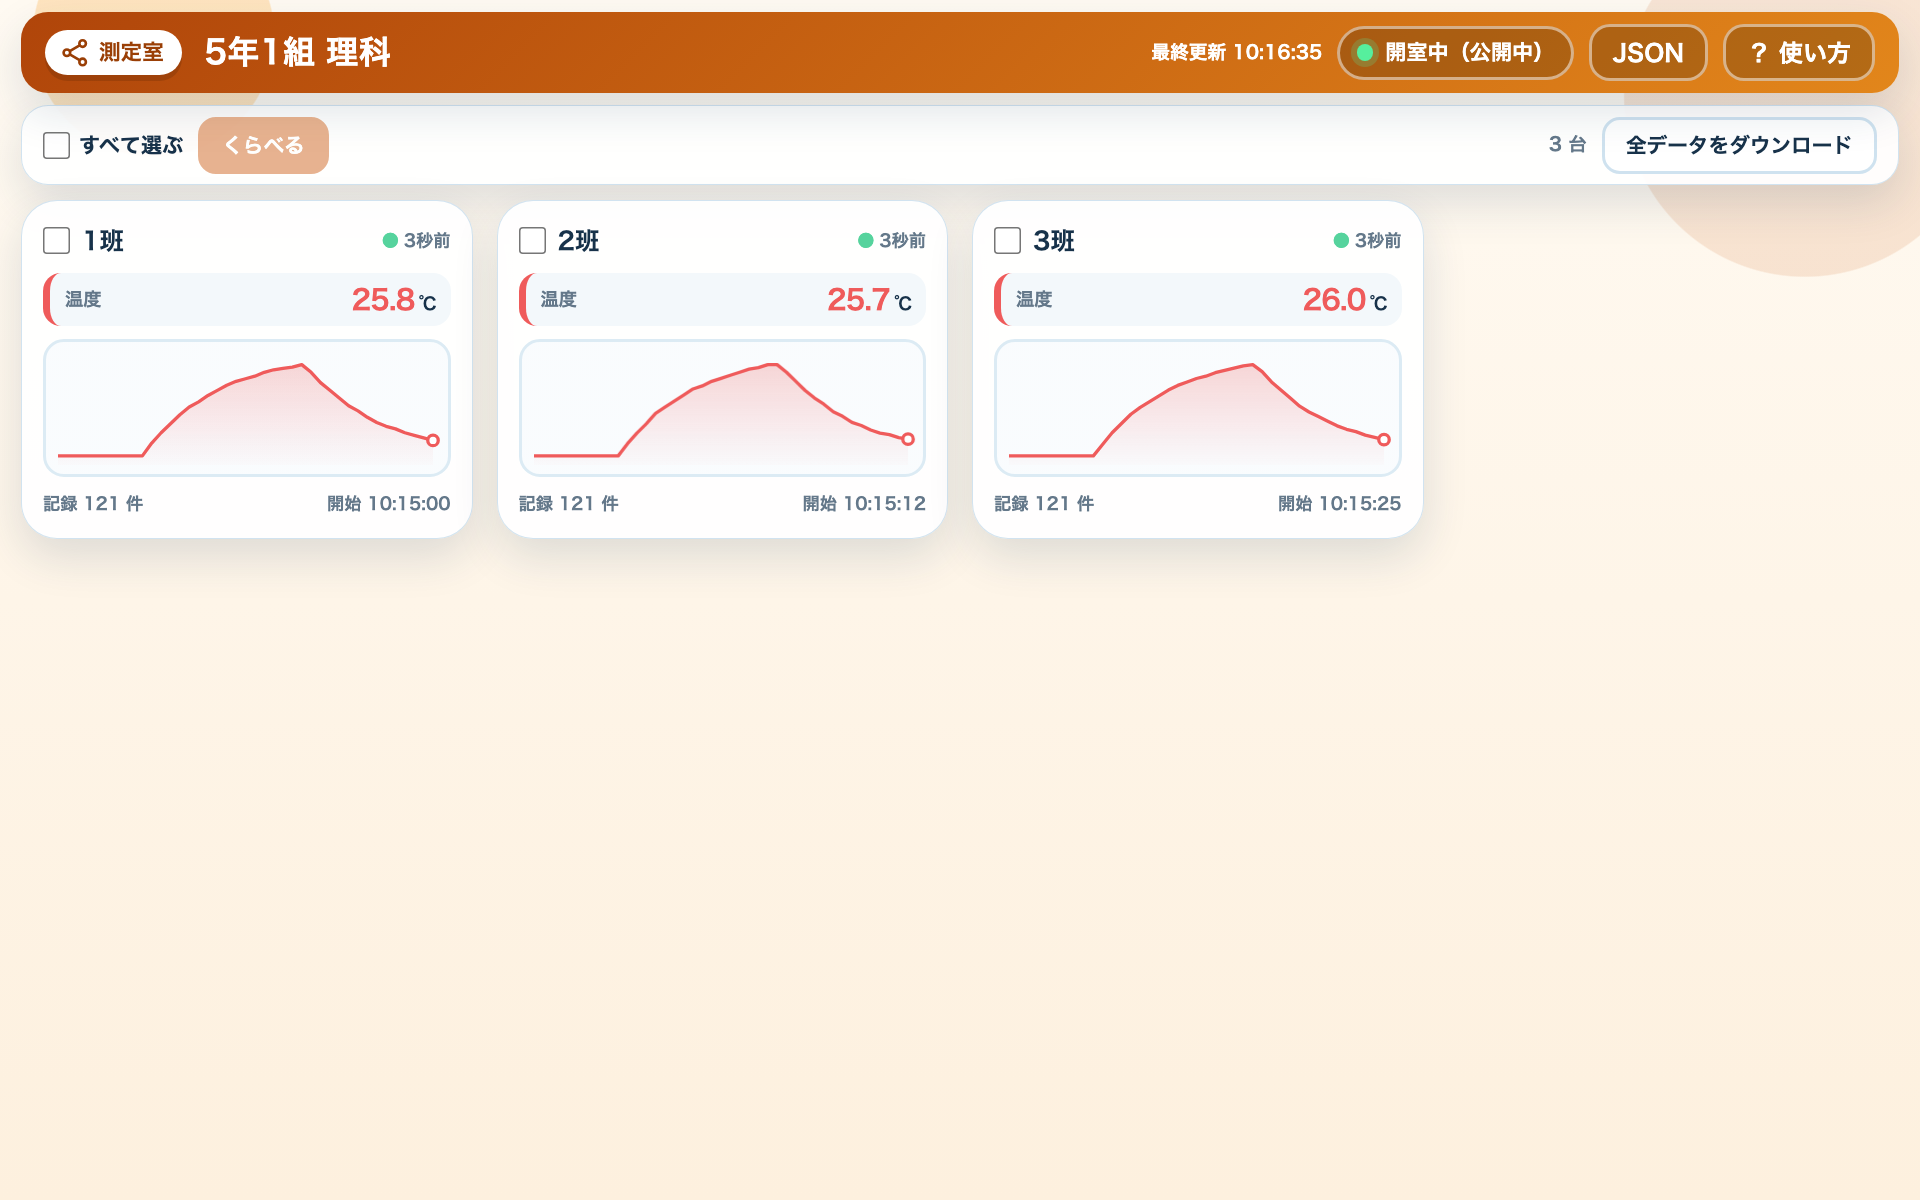 測定室
5年1組 理科
最終更新 10:16:35
開室中（公開中）
JSON
? 使い方
すべて選ぶ
くらべる
3 台
全データをダウンロード
1班
3秒前
温度
25.8 ℃
記録 121 件
開始 10:15:00
2班
3秒前
温度
25.7 ℃
記録 121 件
開始 10:15:12
3班
3秒前
温度
26.0 ℃
記録 121 件
開始 10:15:25